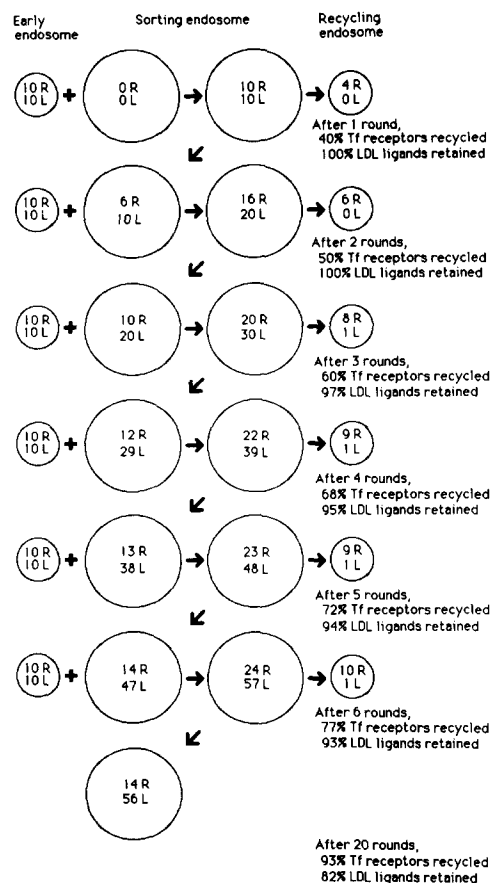 Early endosome
Sorting endosome
Recycling endosome
10 R
10 L
+
0 R
0 L
10 R
10 L
4 R
0 L
After 1 round,
40% Tf receptors recycled
100% LDL ligands retained
10 R
10 L
+
6 R
10 L
16 R
20 L
6 R
0 L
After 2 rounds,
50% Tf receptors recycled
100% LDL ligands retained
10 R
10 L
+
10 R
20 L
20 R
30 L
8 R
1 L
After 3 rounds,
60% Tf receptors recycled
97% LDL ligands retained
10 R
10 L
+
12 R
29 L
22 R
39 L
9 R
1 L
After 4 rounds,
68% Tf receptors recycled
95% LDL ligands retained
10 R
10 L
+
13 R
38 L
23 R
48 L
9 R
1 L
After 5 rounds,
72% Tf receptors recycled
94% LDL ligands retained
10 R
10 L
+
14 R
47 L
24 R
57 L
10 R
1 L
After 6 rounds,
77% Tf receptors recycled
93% LDL ligands retained
14 R
56 L
After 20 rounds,
93% Tf receptors recycled
82% LDL ligands retained